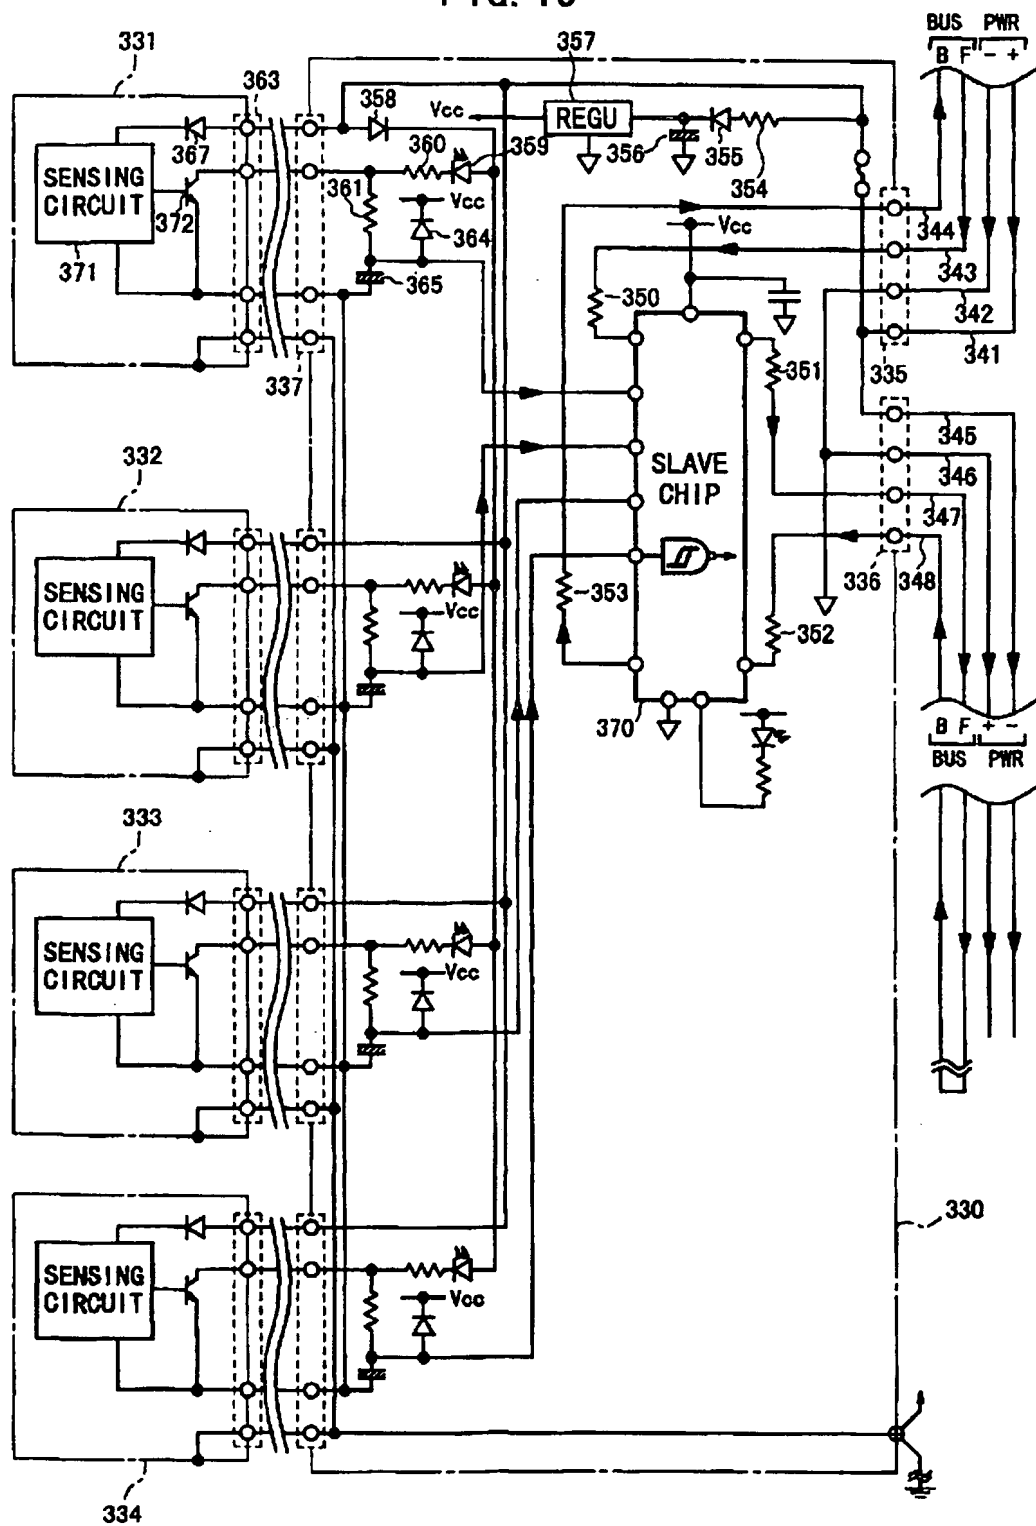 BUS PWR
B F - +
331
363
357
358
Vcc
REGU
367
360
359
356
355
354
SENSING
CIRCUIT
372
361
Vcc
364
371
365
Vcc
344
343
342
341
350
351
337
335
345
346
347
348
332
SLAVE
CHIP
336
SENSING
CIRCUIT
Vcc
353
352
370
B F + -
BUS PWR
333
SENSING
CIRCUIT
Vcc
330
SENSING
CIRCUIT
Vcc
334